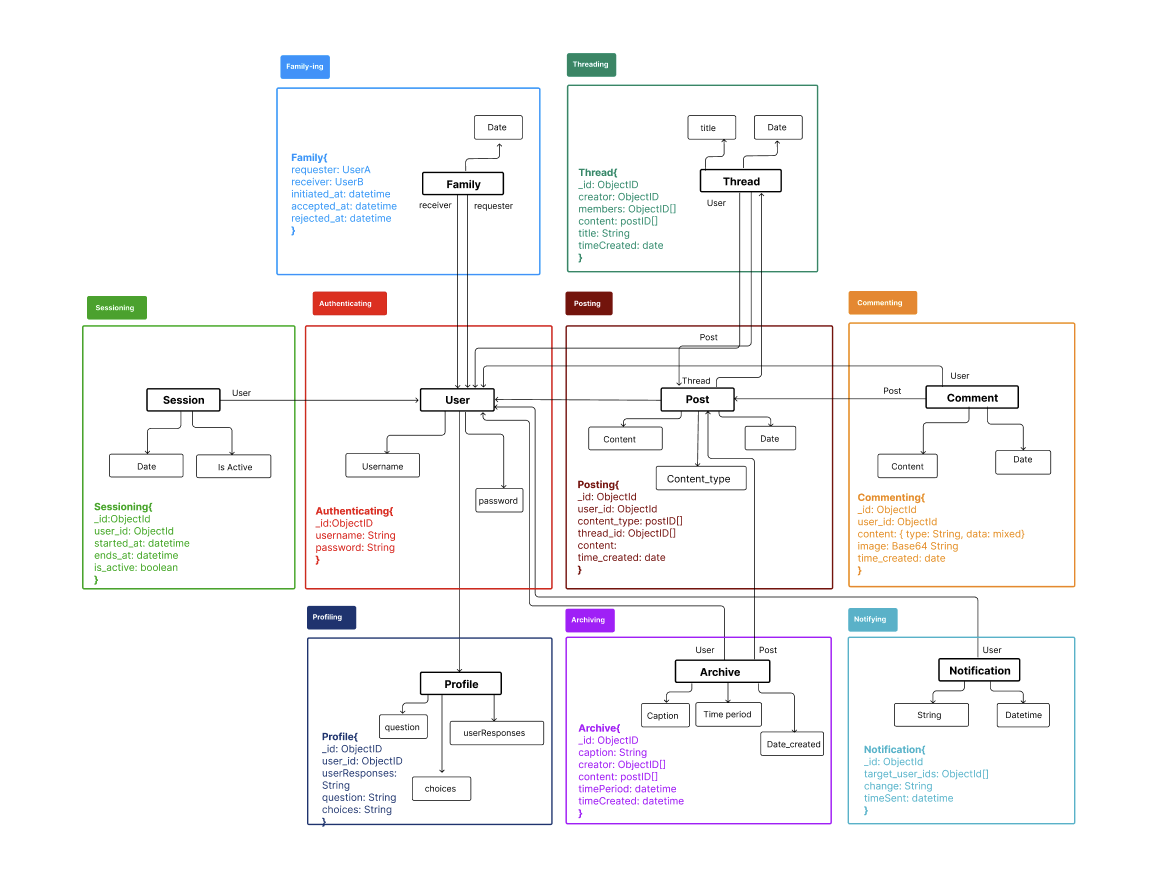 Family-ing
Date
Family{
requester: UserA
receiver: UserB
initiated_at: datetime
accepted_at: datetime
rejected_at: datetime
}
Family
receiver
requester
Threading
title
Date
Thread{
_id: ObjectID
creator: ObjectID
members: ObjectID[]
content: postID[]
title: String
timeCreated: date
}
Thread
User
Sessioning
Session
User
Date
Is Active
Sessioning{
_id:ObjectId
user_id: ObjectId
started_at: datetime
ends_at: datetime
is_active: boolean
}
Authenticating
User
Username
password
Authenticating{
_id:ObjectID
username: String
password: String
}
Posting
Post
Thread
Post
Content
Date
Content_type
Posting{
_id: ObjectId
user_id: ObjectId
content_type: postID[]
thread_id: ObjectID[]
content:
time_created: date
}
Commenting
User
Post
Comment
Content
Date
Commenting{
_id: ObjectId
user_id: ObjectId
content: { type: String, data: mixed}
image: Base64 String
time_created: date
}
Profiling
Profile
question
userResponses
choices
Profile{
_id: ObjectID
user_id: ObjectID
userResponses:
String
question: String
choices: String
}
Archiving
User
Post
Archive
Caption
Time period
Date_created
Archive{
_id: ObjectID
caption: String
creator: ObjectID[]
content: postID[]
timePeriod: datetime
timeCreated: datetime
}
Notifying
User
Notification
String
Datetime
Notification{
_id: ObjectId
target_user_ids: ObjectId[]
change: String
timeSent: datetime
}